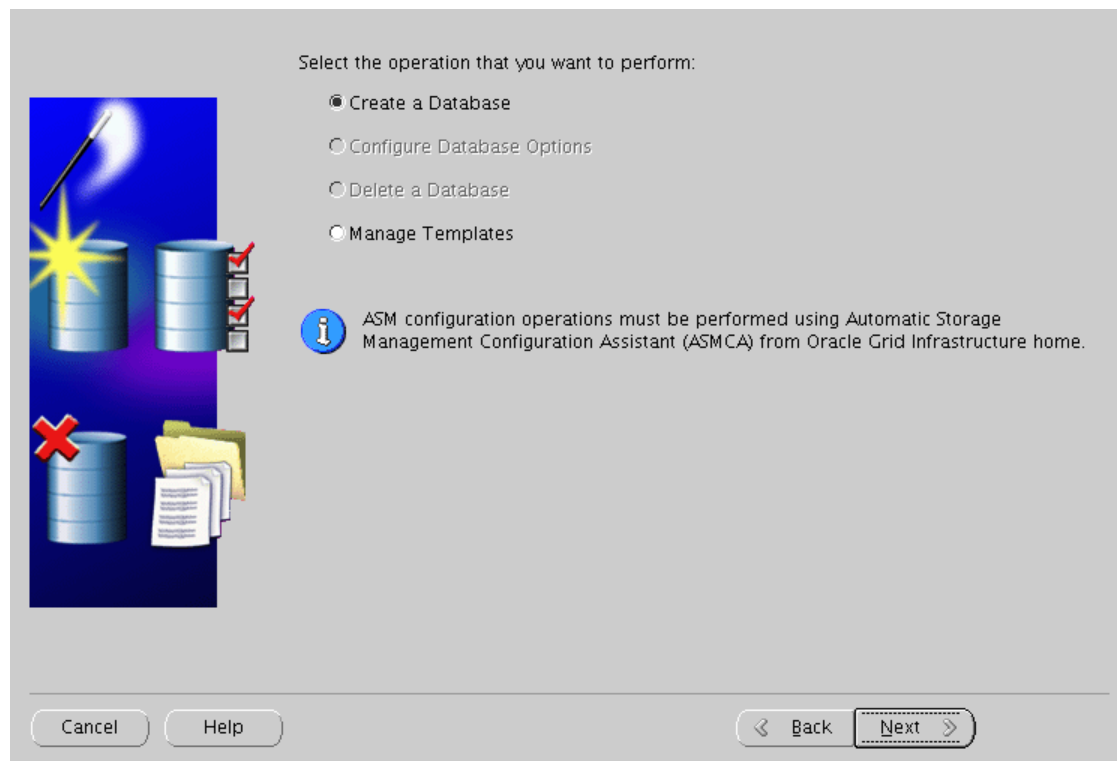 Select the operation that you want to perform:
Create a Database
Configure Database Options
Delete a Database
Manage Templates
ASM configuration operations must be performed using Automatic Storage
Management Configuration Assistant (ASMCA) from Oracle Grid Infrastructure home.
Cancel
Help
Back
Next